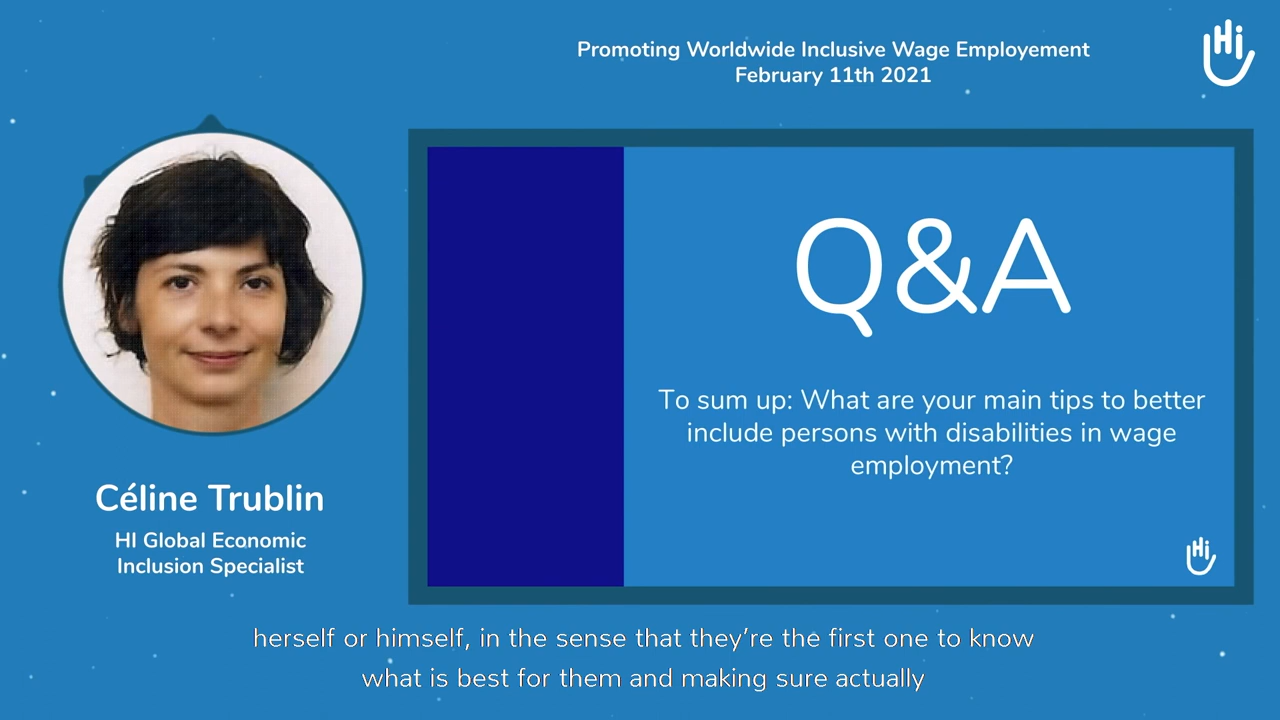 Promoting Worldwide Inclusive Wage Employement
February 11th 2021
Hi
Q&A
To sum up: What are your main tips to better
include persons with disabilities in wage
employment?
Hi
Céline Trublin
HI Global Economic
Inclusion Specialist
herself or himself, in the sense that they're the first one to know
what is best for them and making sure actually